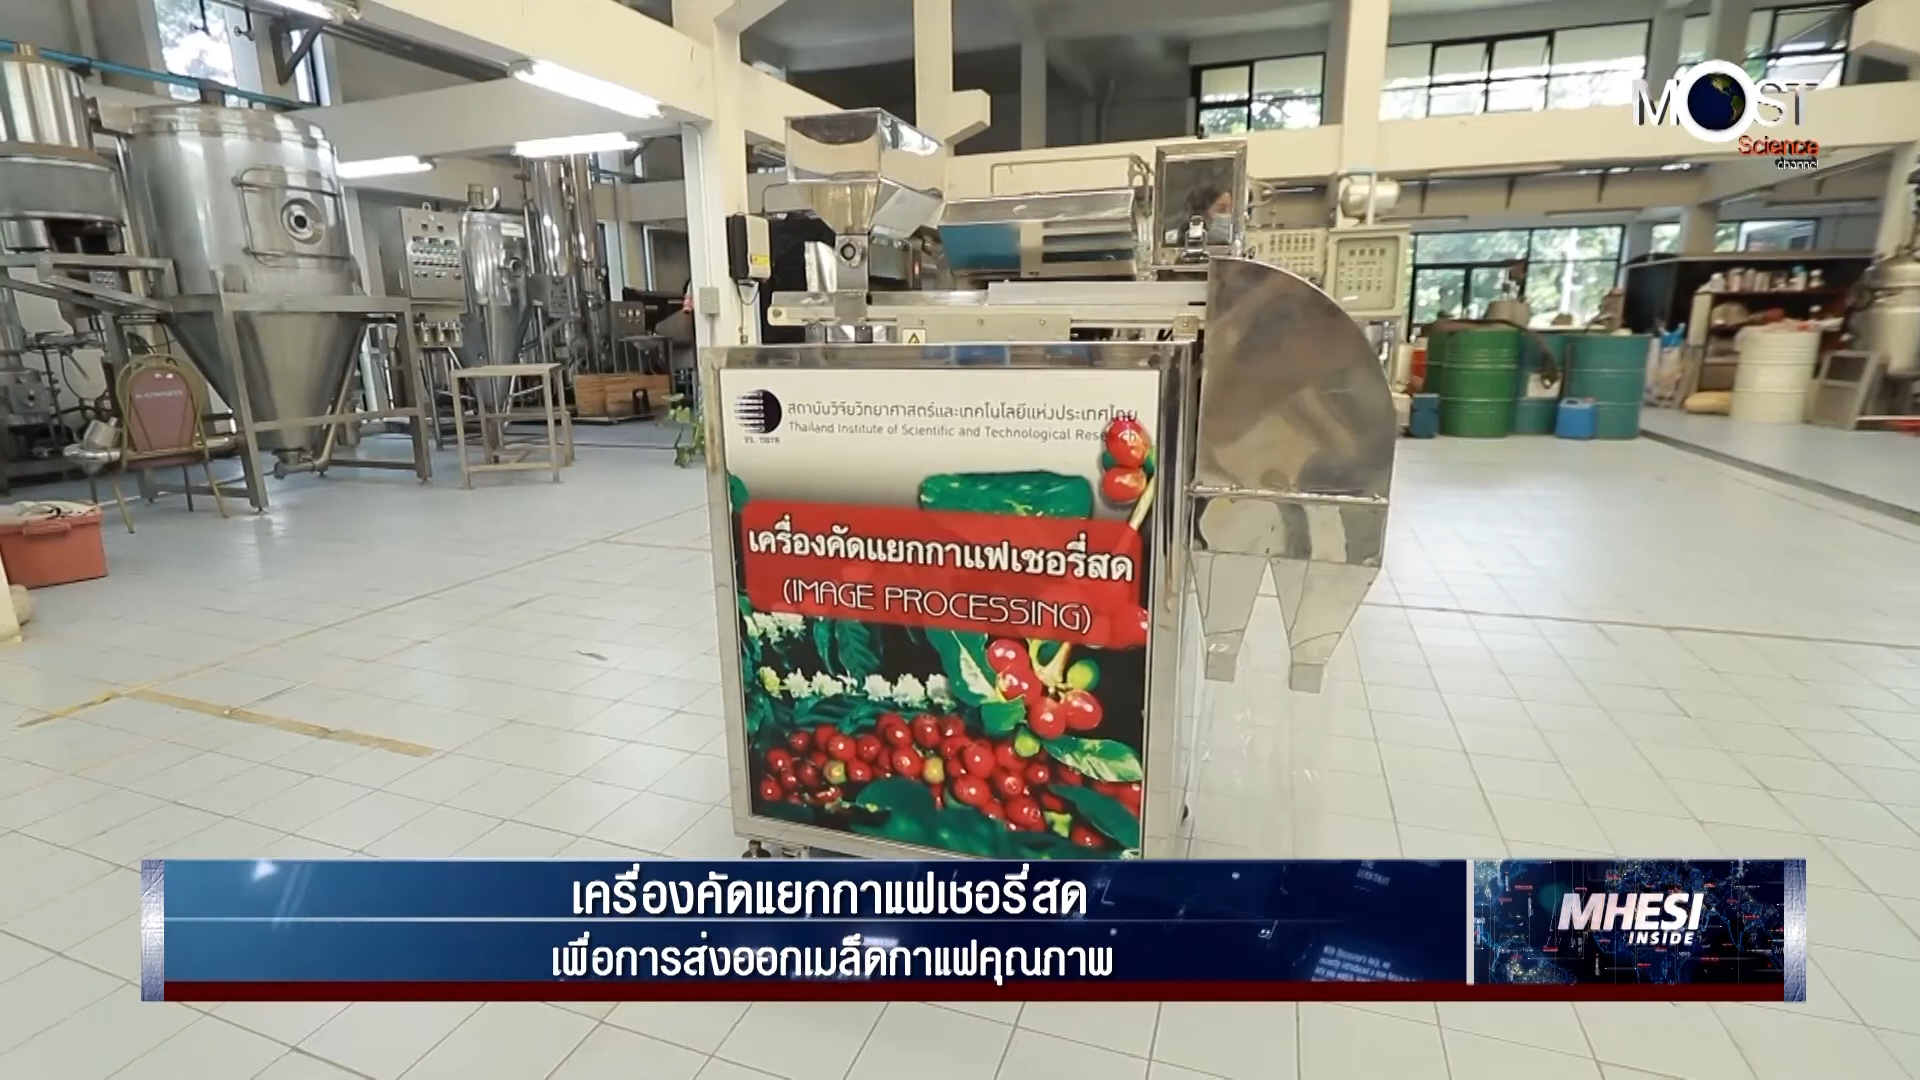 MOST
Science
channel
สถาบันวิจัยวิทยาศาสตร์และเทคโนโลยีแห่งประเทศไทย
Thailand Institute of Scientific and Technological Research
วว. TISTR
เครื่องคัดแยกกาแฟเชอรี่สด
(IMAGE PROCESSING)
เครื่องคัดแยกกาแฟเชอรี่สด
เพื่อการส่งออกเมล็ดกาแฟคุณภาพ
MHESI
INSIDE